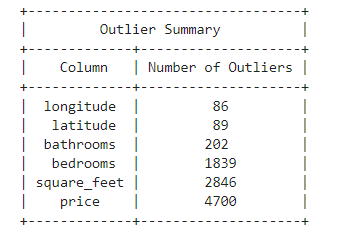 Outlier Summary
Column | Number of Outliers
longitude | 86
latitude | 89
bathrooms | 202
bedrooms | 1839
square_feet | 2846
price | 4700